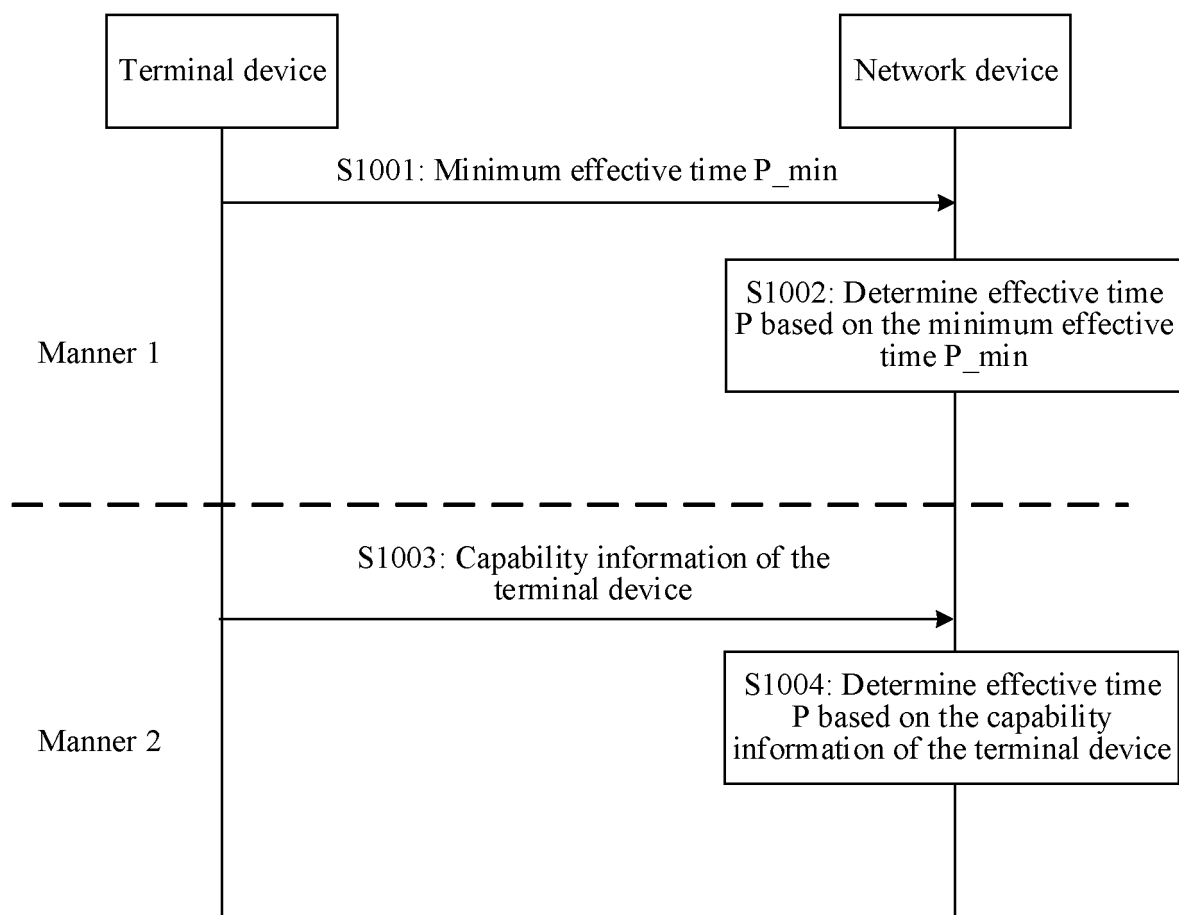 Terminal device
Network device
S1001: Minimum effective time P_min
S1002: Determine effective time
P based on the minimum effective
time P_min
Manner 1
S1003: Capability information of the
terminal device
S1004: Determine effective time
P based on the capability
information of the terminal device
Manner 2